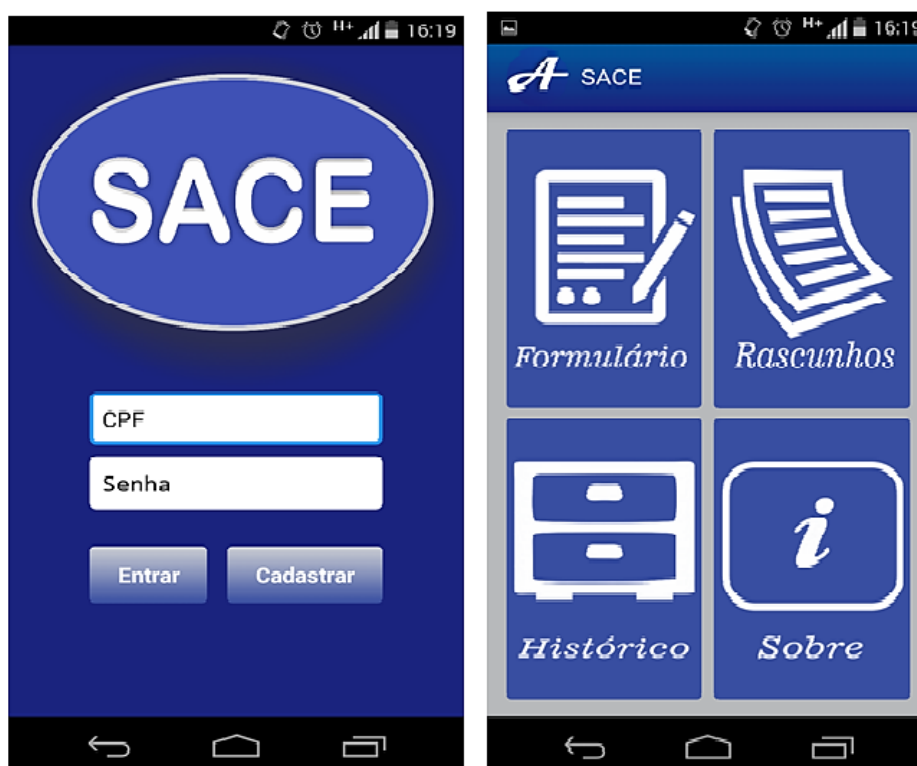 H+ 16:19
SACE
CPF
Senha
Entrar Cadastrar
H+ 16:19
A SACE
Formulário Rascunhos
Histórico Sobre